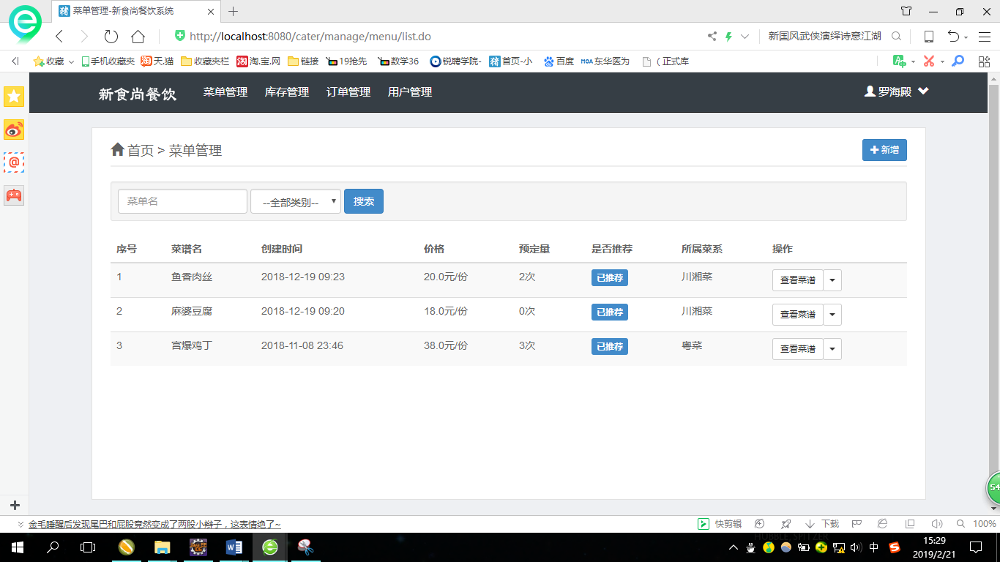 菜单管理-新食尚餐饮系统
http://localhost:8080/cater/manage/menu/list.do
新国风武侠演绎诗意江湖
收藏 手机收藏夹 天.猫 收藏夹栏 淘.宝.网 链接 19抢先 数学36 锐聘学院- 首页-小 百度 东华医为 ( 正式库
新食尚餐饮 菜单管理 库存管理 订单管理 用户管理 罗海殿
首页 > 菜单管理 新增
菜单名 --全部类别-- 搜索
序号 菜谱名 创建时间 价格 预定量 是否推荐 所属菜系 操作
1 鱼香肉丝 2018-12-19 09:23 20.0元/份 2次 已推荐 川湘菜 查看菜谱
2 麻婆豆腐 2018-12-19 09:20 18.0元/份 0次 已推荐 川湘菜 查看菜谱
3 宫爆鸡丁 2018-11-08 23:46 38.0元/份 3次 已推荐 粤菜 查看菜谱
54
金毛睡醒后发现尾巴和屁股竟然变成了两股小辫子，这表情绝了~ 快剪辑 下载 100%
HUBBLE, SPITZER
中 15:29
2019/2/21